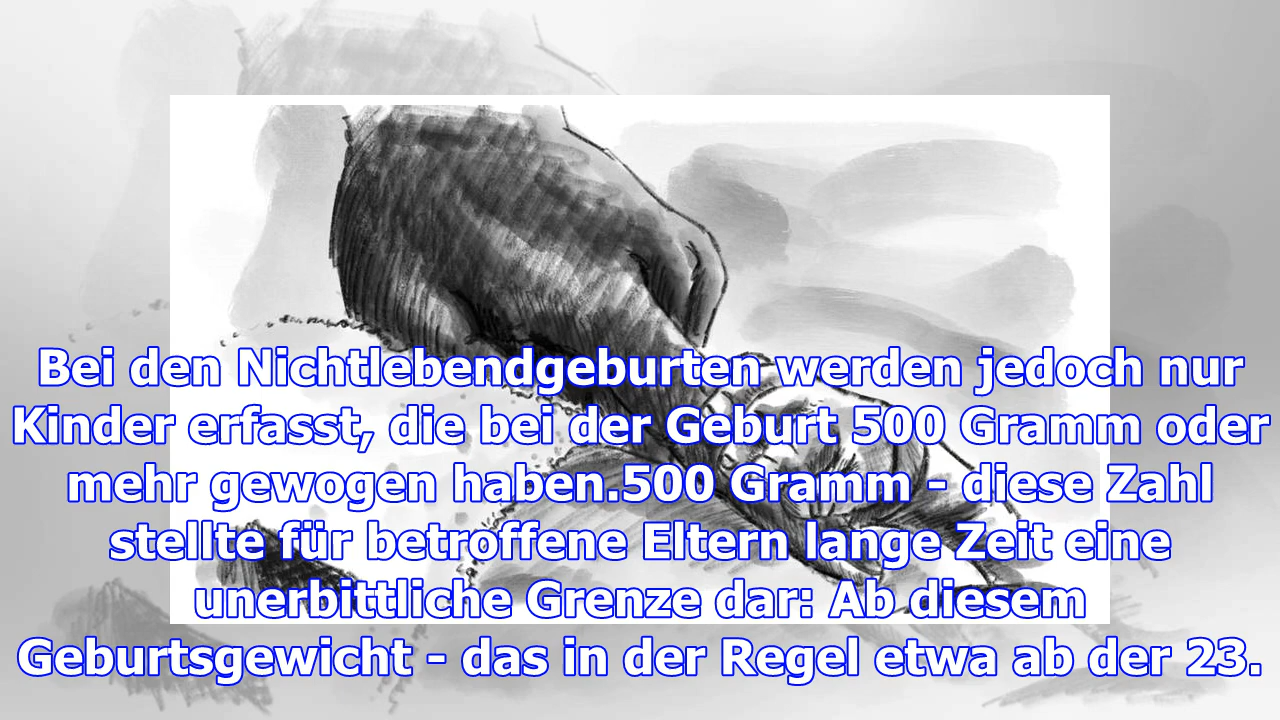 Bei den Nichtlebendgeburten werden jedoch nur
Kinder erfasst, die bei der Geburt 500 Gramm oder
mehr gewogen haben.500 Gramm - diese Zahl
stellte für betroffene Eltern lange Zeit eine
unerbittliche Grenze dar: Ab diesem
Geburtsgewicht - das in der Regel etwa ab der 23.